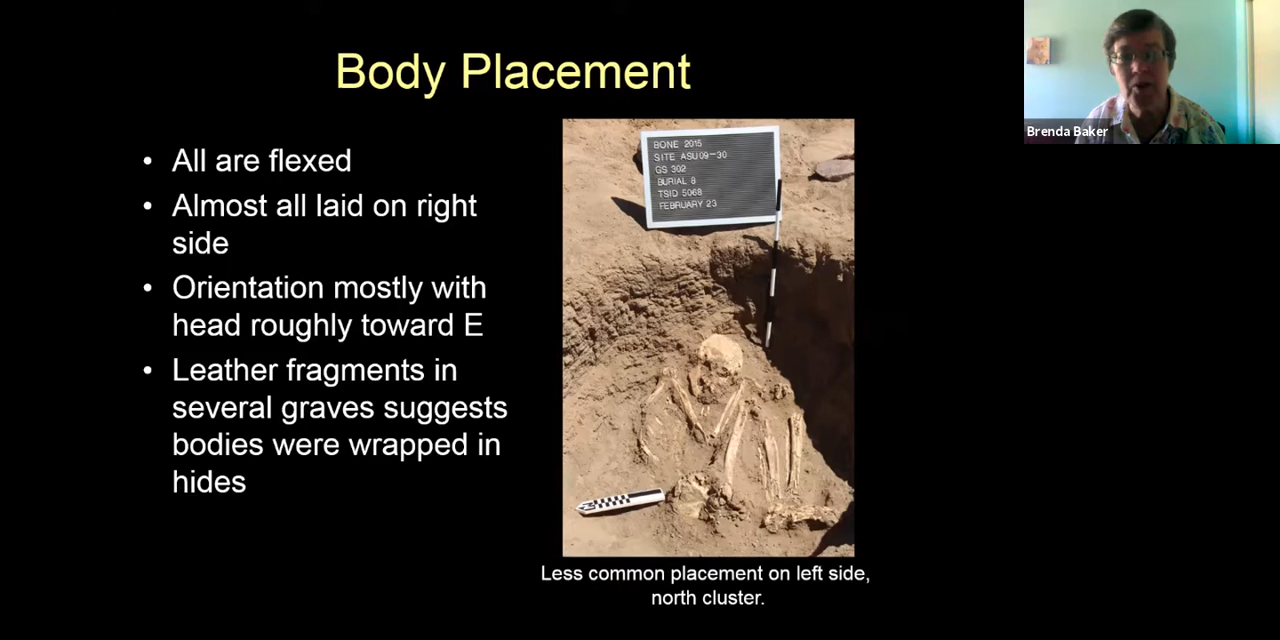 Body Placement
• All are flexed
• Almost all laid on right
side
• Orientation mostly with
head roughly toward E
• Leather fragments in
several graves suggests
bodies were wrapped in
hides
BONE 2015
SITE ASU09-30
GS 302
BURIAL 8
TSID 5068
FEBRUARY 23
Less common placement on left side,
north cluster.
Brenda Baker